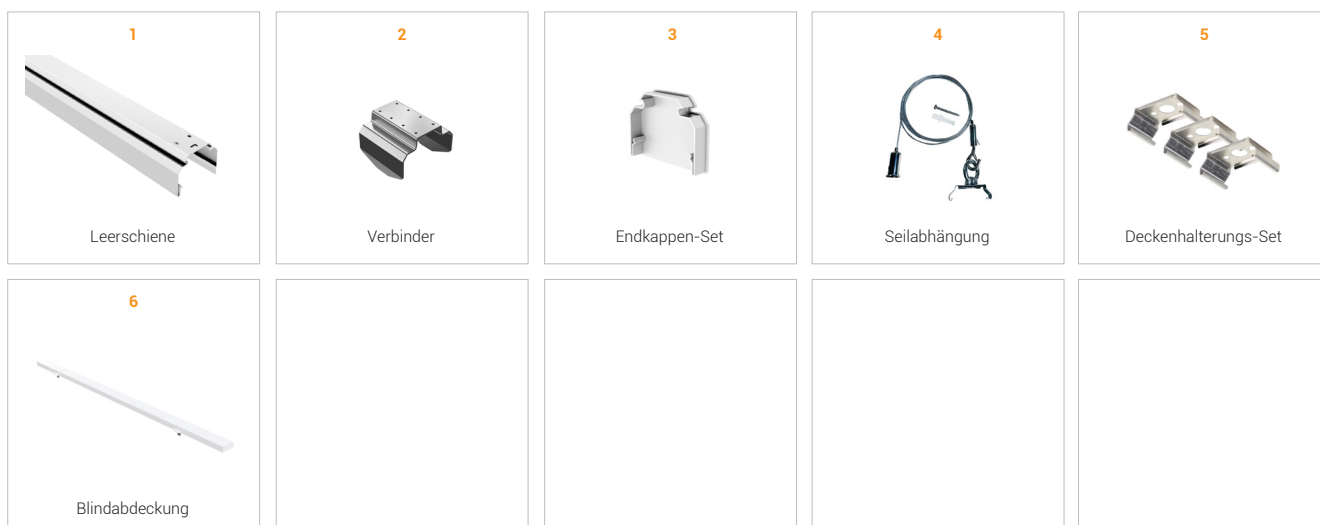 1
2
3
4
5
Leerschiene
Verbinder
Endkappen-Set
Seilabhängung
Deckenhalterungs-Set
6
Blindabdeckung